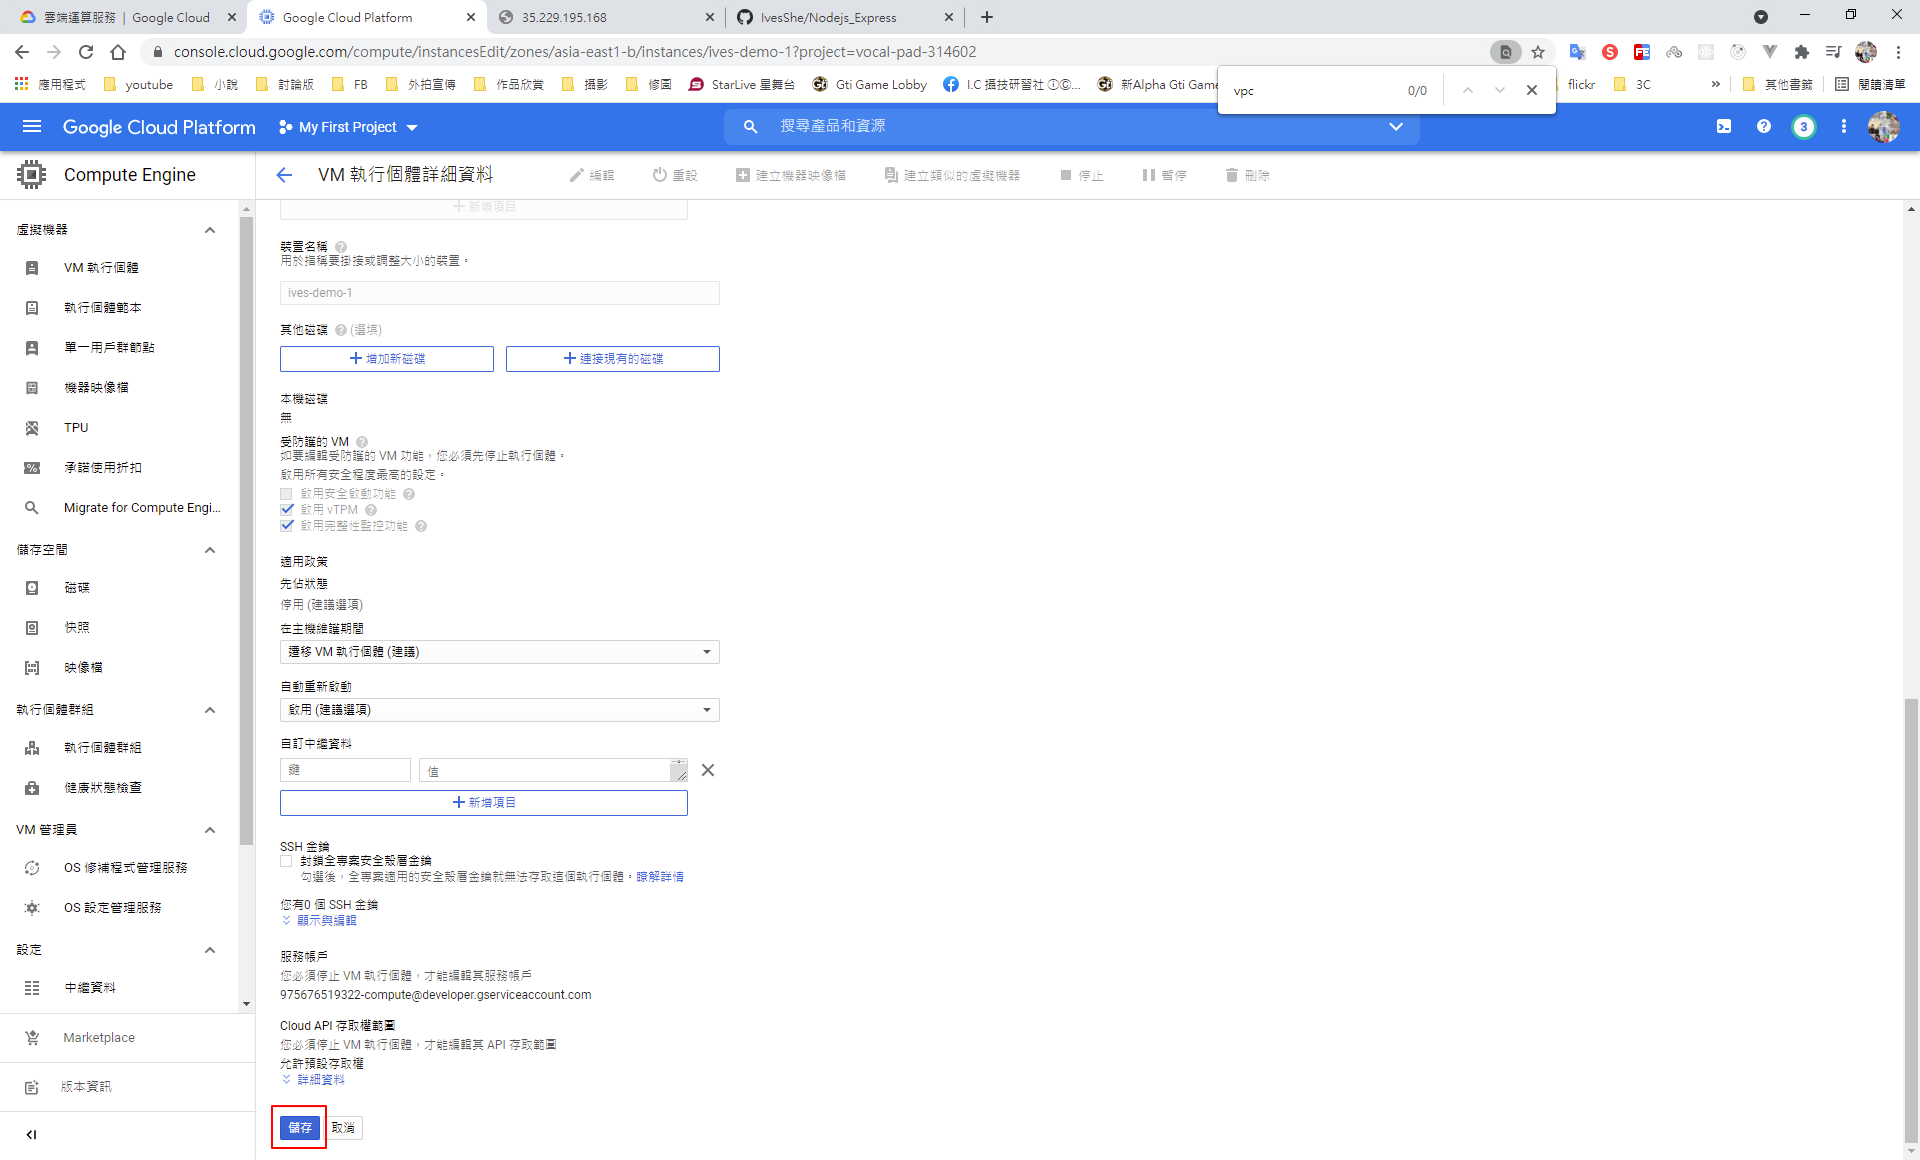 雲端運算服務 | Google Cloud
Google Cloud Platform
35.229.195.168
IvesShe/Nodejs_Express
console.cloud.google.com/compute/instancesEdit/zones/asia-east1-b/instances/ives-demo-1?project=vocal-pad-314602
應用程式
youtube
小說
討論版
FB
外拍宣傳
作品欣賞
攝影
修圖
StarLive 星舞台
Gti Game Lobby
I.C 攝技研習社 ①©...
新Alpha Gti Game
flickr
3C
»
其他書籤
閱讀清單
vpc
0/0
Google Cloud Platform
My First Project
搜尋產品和資源
3
Compute Engine
VM 執行個體詳細資料
編輯
重設
建立機器映像檔
建立類似的虛擬機器
停止
暫停
刪除
虛擬機器
VM 執行個體
執行個體範本
單一用戶群節點
機器映像檔
TPU
承諾使用折扣
Migrate for Compute Engi...
儲存空間
磁碟
快照
映像檔
執行個體群組
執行個體群組
健康狀態檢查
VM 管理員
OS 修補程式管理服務
OS 設定管理服務
設定
中繼資料
Marketplace
版本資訊
新增項目
裝置名稱
用於指稱要掛接或調整大小的裝置。
ives-demo-1
其他磁碟 (選填)
增加新磁碟
連接現有的磁碟
本機磁碟
無
受防護的 VM
如要編輯受防護的 VM 功能，您必須先停止執行個體。
啟用所有安全程度最高的設定。
啟用安全啟動功能
啟用 vTPM
啟用完整性監控功能
適用政策
先佔狀態
停用 (建議選項)
在主機維護期間
遷移 VM 執行個體 (建議)
自動重新啟動
啟用 (建議選項)
自訂中繼資料
鍵
值
新增項目
SSH 金鑰
封鎖全專案安全殼層金鑰
勾選後，全專案適用的安全殼層金鑰就無法存取這個執行個體。瞭解詳情
您有0 個 SSH 金鑰
顯示與編輯
服務帳戶
您必須停止 VM 執行個體，才能編輯其服務帳戶
975676519322-compute@developer.gserviceaccount.com
Cloud API 存取權範圍
您必須停止 VM 執行個體，才能編輯其 API 存取範圍
允許預設存取權
詳細資料
儲存
取消